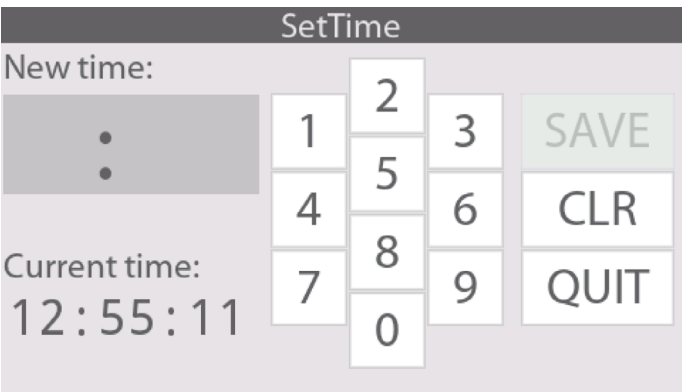 SetTime
New time:
:
1 2 3
4 5 6
7 8 9
0
SAVE
CLR
QUIT
Current time:
12:55:11